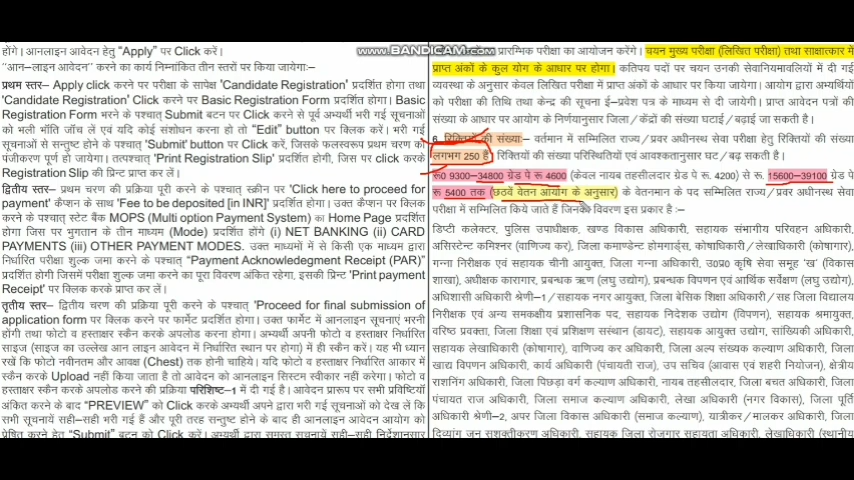 www.BANDICAM.com
होंगे। आनलाइन आवेदन हेतु "Apply" पर Click करें।
"आन–लाइन आवेदन" करने का कार्य निम्नांकित तीन स्तरों पर किया जायेगाः–
प्रथम स्तर– Apply click पर परीक्षा के सापेक्ष 'Candidate Registration' प्रदर्शित होगा तथा
'Candidate Registration' Click करने पर Basic Registration Form प्रदर्शित होगा। Basic
Registration Form भरने के पश्चात् Submit बटन पर Click करने से पूर्व अभ्यर्थी भरी गई सूचनाओं
को भली भाँति जाँच लें एवं यदि कोई संशोधन करना हो तो "Edit" button पर क्लिक करें। भरी गई
सूचनाओं से सन्तुष्ट होने के पश्चात् 'Submit' button पर Click करें, जिसके फलस्वरूप प्रथम चरण का
पंजीकरण पूर्ण हो जायेगा। तत्पश्चात् 'Print Registration Slip' प्रदर्शित होगी, जिस पर click करके
Registration Slip की प्रिन्ट प्राप्त कर लें।
द्वितीय स्तर– प्रथम चरण की प्रक्रिया पूरी करने के पश्चात् स्क्रीन पर 'Click here to proceed for
payment' कैप्शन के साथ 'Fee to be deposited [in INR]' प्रदर्शित होगा। उक्त कैप्शन पर क्लिक
करने के पश्चात् स्टेट बैंक MOPS (Multi option Payment System) का Home Page प्रदर्शित
होगा जिस पर भुगतान के तीन माध्यम (Mode) प्रदर्शित होंगे (i) NET BANKING (ii) CARD
PAYMENTS (iii) OTHER PAYMENT MODES. उक्त माध्यमों में से किसी एक माध्यम द्वारा
निर्धारित परीक्षा शुल्क जमा करने के पश्चात् "Payment Acknowledegment Receipt (PAR)"
प्रदर्शित होगी जिसमें परीक्षा शुल्क जमा करने का पूरा विवरण अंकित रहेगा, इसकी प्रिन्ट 'Print payment
Receipt' पर क्लिक करके प्राप्त कर लें।
तृतीय स्तर– द्वितीय चरण की प्रक्रिया पूरी करने के पश्चात् 'Proceed for final submission of
application form' पर क्लिक करने पर फार्मेट प्रदर्शित होगा। उक्त फार्मेट में आनलाइन सूचनाएं भरनी
होगी तथा फोटो व हस्ताक्षर स्कैन करके अपलोड करना होगा। अभ्यर्थी अपनी फोटो व हस्ताक्षर निर्धारित
साइज (साइज का उल्लेख आन लाइन आवेदन में निर्धारित स्थान पर होगा) में ही स्कैन करें। यह भी ध्यान
रखें कि फोटो नवीनतम और आवक्ष (Chest) तक होनी चाहिये। यदि फोटो व हस्ताक्षर निर्धारित आकार में
स्कैन करके Upload नहीं किया जाता है तो आवेदन को आनलाइन सिस्टम स्वीकार नहीं करेगा। फोटो व
हस्ताक्षर स्कैन करके अपलोड करने की प्रक्रिया परिशिष्ट–1 में दी गई है। आवेदन प्रारूप पर सभी प्रविष्टियाँ
अंकित करने के बाद "PREVIEW" को Click करके अभ्यर्थी अपने द्वारा भरी गई सूचनाओं को देख लें कि
सभी सूचनायें सही–सही भरी गई हैं और पूरी तरह सन्तुष्ट होने के बाद ही आनलाइन आवेदन आयोग को
प्रेषित करने हेतु "Submit" बटन को Click करें। अभ्यर्थी द्वारा समस्त सूचनायें सही–सही निर्देशानुसार
प्रारम्भिक परीक्षा का आयोजन करेंगे। चयन मुख्य परीक्षा (लिखित परीक्षा) तथा साक्षात्कार में
प्राप्त अंकों के कुल योग के आधार पर होगा। कतिपय पदों पर चयन उनकी सेवानियमावलियों में दी गई
व्यवस्था के अनुसार केवल लिखित परीक्षा में प्राप्त अंकों के आधार पर किया जायेगा। आयोग द्वारा अभ्यर्थियों
को परीक्षा की तिथि तथा केन्द्र की सूचना ई–प्रवेश पत्र के माध्यम से दी जायेगी। प्राप्त आवेदन पत्रों की
संख्या के आधार पर आयोग के निर्णयानुसार जिला/केंद्रों की संख्या घटाई/बढ़ाई जा सकती है।
6. रिक्तियों की संख्या– वर्तमान में सम्मिलित राज्य/प्रवर अधीनस्थ सेवा परीक्षा हेतु रिक्तियों की संख्या
लगभग 250 है रिक्तियों की संख्या परिस्थितियों एवं आवश्यकतानुसार घट/बढ़ सकती है।
रू0 9300–34800 ग्रेड पे रू 4600 (केवल नायब तहसीलदार ग्रेड पे रू. 4200) से रू. 15600–39100 ग्रेड पे
रू 5400 तक (छठवें वेतन आयोग के अनुसार) के वेतनमान के पद सम्मिलित राज्य/प्रवर अधीनस्थ सेवा
परीक्षा में सम्मिलित किये जाते हैं जिनका विवरण इस प्रकार है :–
डिप्टी कलेक्टर, पुलिस उपाधीक्षक, खण्ड विकास अधिकारी, सहायक संभागीय परिवहन अधिकारी,
असिस्टेन्ट कमिश्नर (वाणिज्य कर), जिला कमाण्डेन्ट होमगार्ड्स, कोषाधिकारी/लेखाधिकारी (कोषागार),
गन्ना निरीक्षक एवं सहायक चीनी आयुक्त, जिला गन्ना अधिकारी, उ0प्र0 कृषि सेवा समूह 'ख' (विकास
शाखा), अधीक्षक कारागार, प्रबन्धक ऋण (लघु उद्योग), प्रबन्धक विपणन एवं आर्थिक सर्वेक्षण (लघु उद्योग),
अधिशासी अधिकारी श्रेणी–1/सहायक नगर आयुक्त, जिला बेसिक शिक्षा अधिकारी/सह जिला विद्यालय
निरीक्षक एवं अन्य समकक्षीय प्रशासनिक पद, सहायक निदेशक उद्योग (विपणन), सहायक श्रमायुक्त,
वरिष्ठ प्रवक्ता, जिला शिक्षा एवं प्रशिक्षण संस्थान (डायट), सहायक आयुक्त उद्योग, सांख्यिकी अधिकारी,
सहायक लेखाधिकारी (कोषागार), वाणिज्य कर अधिकारी, जिला अल्प संख्यक कल्याण अधिकारी, जिला
खाद्य विपणन अधिकारी, कार्य अधिकारी (पंचायती राज), उप सचिव (आवास एवं शहरी नियोजन), क्षेत्रीय
राशनिंग अधिकारी, जिला पिछड़ा वर्ग कल्याण अधिकारी, नायब तहसीलदार, जिला बचत अधिकारी, जिला
पंचायत राज अधिकारी, जिला समाज कल्याण अधिकारी, लेखा अधिकारी (नगर विकास), जिला पूर्ति
अधिकारी श्रेणी–2, अपर जिला विकास अधिकारी (समाज कल्याण), यात्रीकर/मालकर अधिकारी, जिला
दिव्यांग जन सशक्तीकरण अधिकारी, सहायक जिला रोजगार सहायता अधिकारी, लेखाधिकारी (स्थानीय